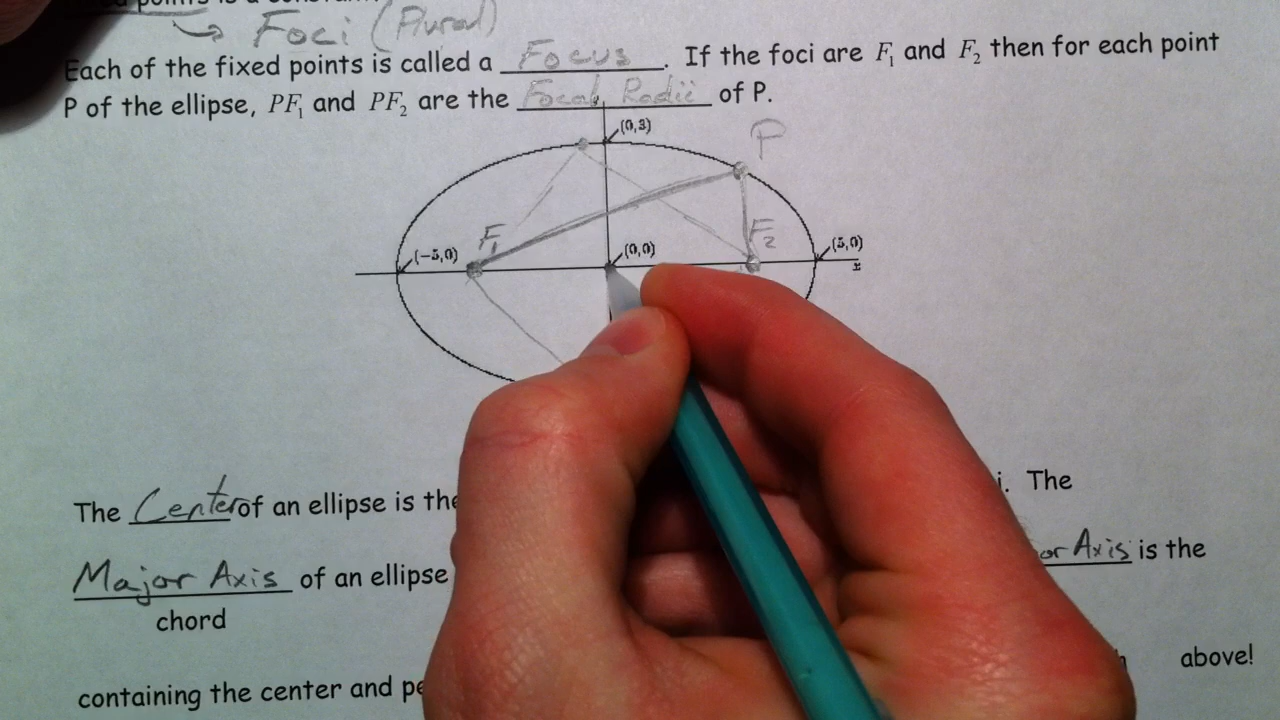 points is a constant.
Foci (Plural)
Each of the fixed points is called a Focus. If the foci are F₁ and F₂ then for each point
P of the ellipse, PF₁ and PF₂ are the Focal Radii of P.
(0,3)
P
F₁
F₂
(-5,0)
(0,0)
(5,0)
x
The Center of an ellipse is the
i. The
Major Axis of an ellipse
or Axis is the
chord
above!
containing the center and pe